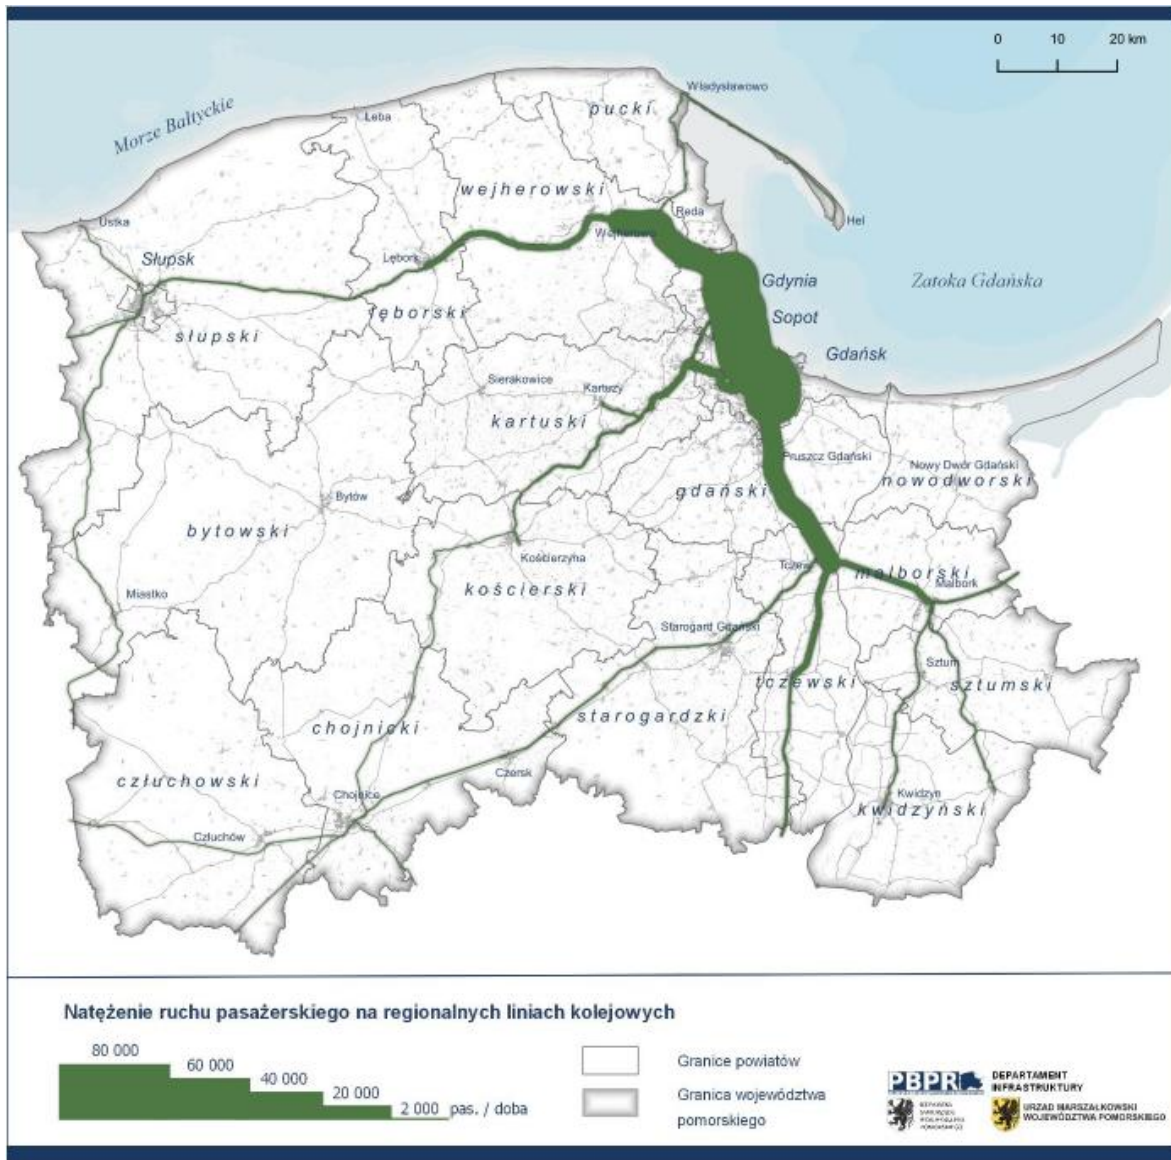 0 10 20 km
Władysławowo
Morze Bałtyckie
Łeba
pucki
wejherowski
Ustka
Reda
Hel
Wejherowo
Słupsk
Lębork
Gdynia
Zatoka Gdańska
lęborski
Sopot
słupski
Gdańsk
Sierakowice
Kartuzy
kartuski
Pruszcz Gdański
Nowy Dwór Gdański
nowodworski
gdański
Bytów
bytowski
Kościerzyna
Tczew
malborski
Malbork
kościerski
Miastko
Starogard Gdański
Sztum
tczewski
sztumski
starogardzki
chojnicki
Czersk
człuchowski
Chojnice
Kwidzyn
kwidzyński
Człuchów
Natężenie ruchu pasażerskiego na regionalnych liniach kolejowych
80 000
60 000
40 000
20 000
2 000 pas. / doba
Granice powiatów
Granica województwa
pomorskiego
PBPR
DEPARTAMENT
INFRASTRUKTURY
URZĄD MARSZAŁKOWSKI
WOJEWÓDZTWA POMORSKIEGO